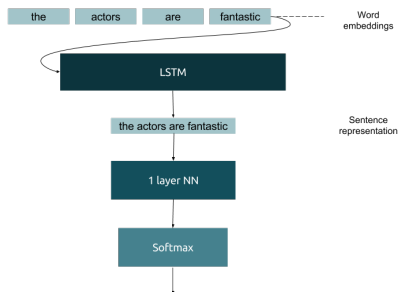 the actors are fantastic
Word
embeddings
LSTM
the actors are fantastic
Sentence
representation
1 layer NN
Softmax